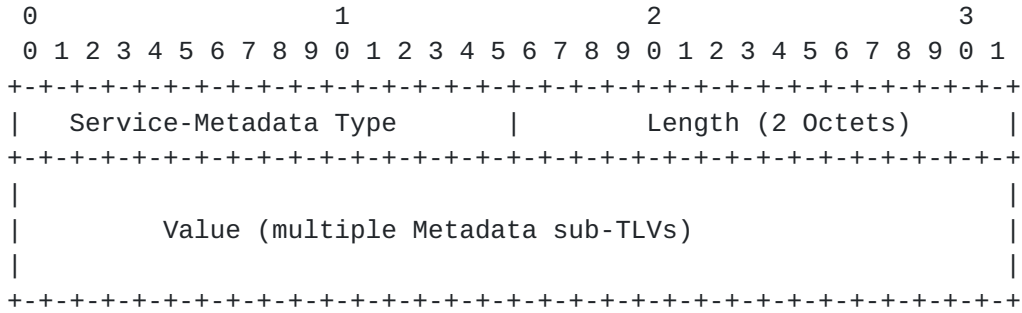 0                   1                   2                   3
 0 1 2 3 4 5 6 7 8 9 0 1 2 3 4 5 6 7 8 9 0 1 2 3 4 5 6 7 8 9 0 1
+-+-+-+-+-+-+-+-+-+-+-+-+-+-+-+-+-+-+-+-+-+-+-+-+-+-+-+-+-+-+-+-+
|   Service-Metadata Type       |        Length (2 Octets)      |
+-+-+-+-+-+-+-+-+-+-+-+-+-+-+-+-+-+-+-+-+-+-+-+-+-+-+-+-+-+-+-+-+
|                                                               |
|         Value (multiple Metadata sub-TLVs)                    |
|                                                               |
+-+-+-+-+-+-+-+-+-+-+-+-+-+-+-+-+-+-+-+-+-+-+-+-+-+-+-+-+-+-+-+-+